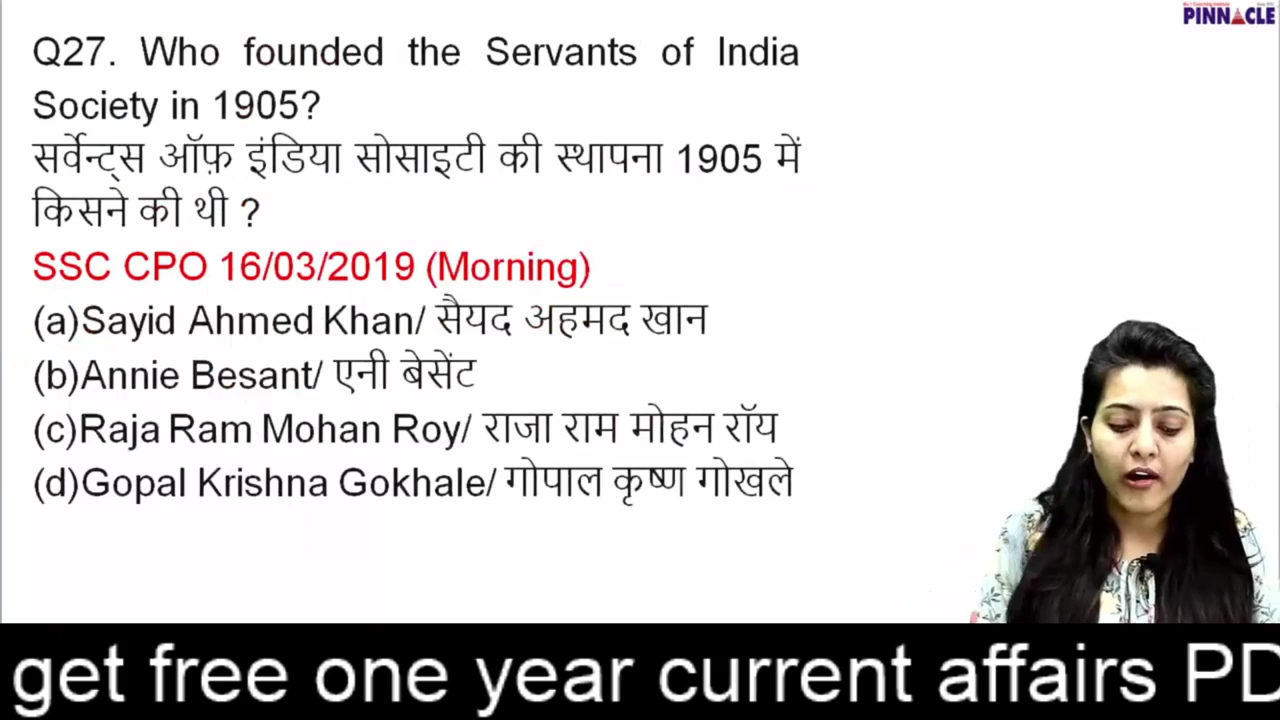 PINNACLE
Q27. Who founded the Servants of India
Society in 1905?
सर्वेन्ट्स ऑफ़ इंडिया सोसाइटी की स्थापना 1905 में
किसने की थी ?
SSC CPO 16/03/2019 (Morning)
(a)Sayid Ahmed Khan/ सैयद अहमद खान
(b)Annie Besant/ एनी बेसेंट
(c)Raja Ram Mohan Roy/ राजा राम मोहन रॉय
(d)Gopal Krishna Gokhale/ गोपाल कृष्ण गोखले
get free one year current affairs PD